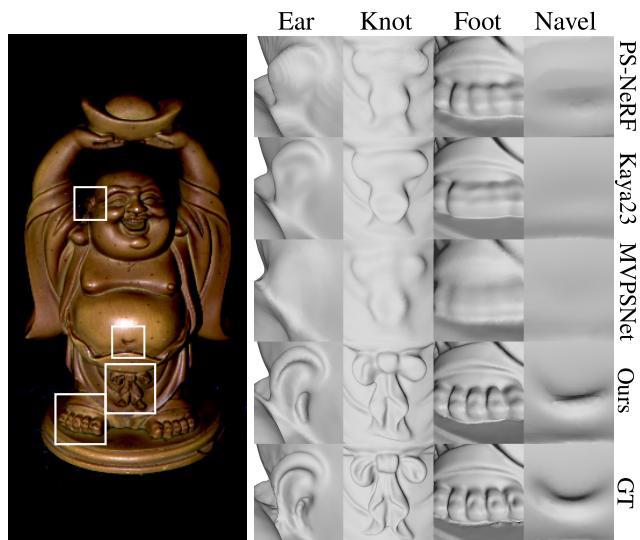 Ear Knot Foot Navel
PS-NeRF
Kaya23
MVPSNet
Ours
GT